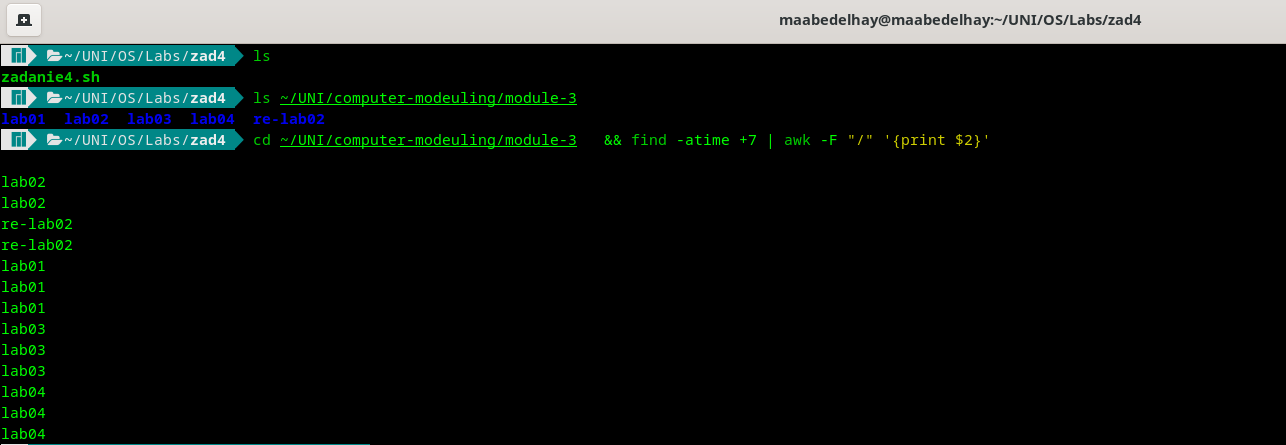 maabedelhay@maabedelhay:~/UNI/OS/Labs/zad4
~/UNI/OS/Labs/zad4 ls
zadanie4.sh
~/UNI/OS/Labs/zad4 ls ~/UNI/computer-modeuling/module-3
lab01 lab02 lab03 lab04 re-lab02
~/UNI/OS/Labs/zad4 cd ~/UNI/computer-modeuling/module-3 && find -atime +7 | awk -F "/" '{print $2}'
lab02
lab02
re-lab02
re-lab02
lab01
lab01
lab01
lab03
lab03
lab03
lab04
lab04
lab04